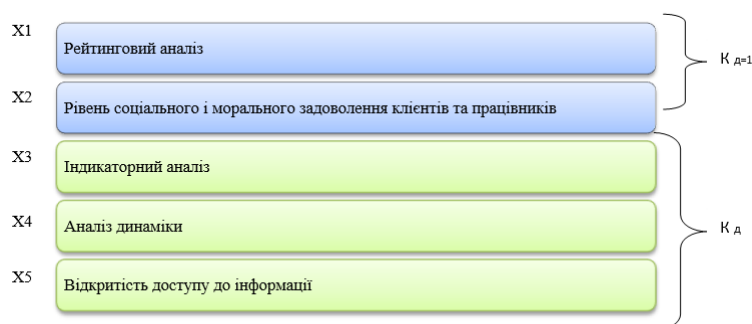 X1
Рейтинговий аналіз
К д=1
X2
Рівень соціального і морального задоволення клієнтів та працівників
X3
Індикаторний аналіз
X4
Аналіз динаміки
К д
X5
Відкритість доступу до інформації